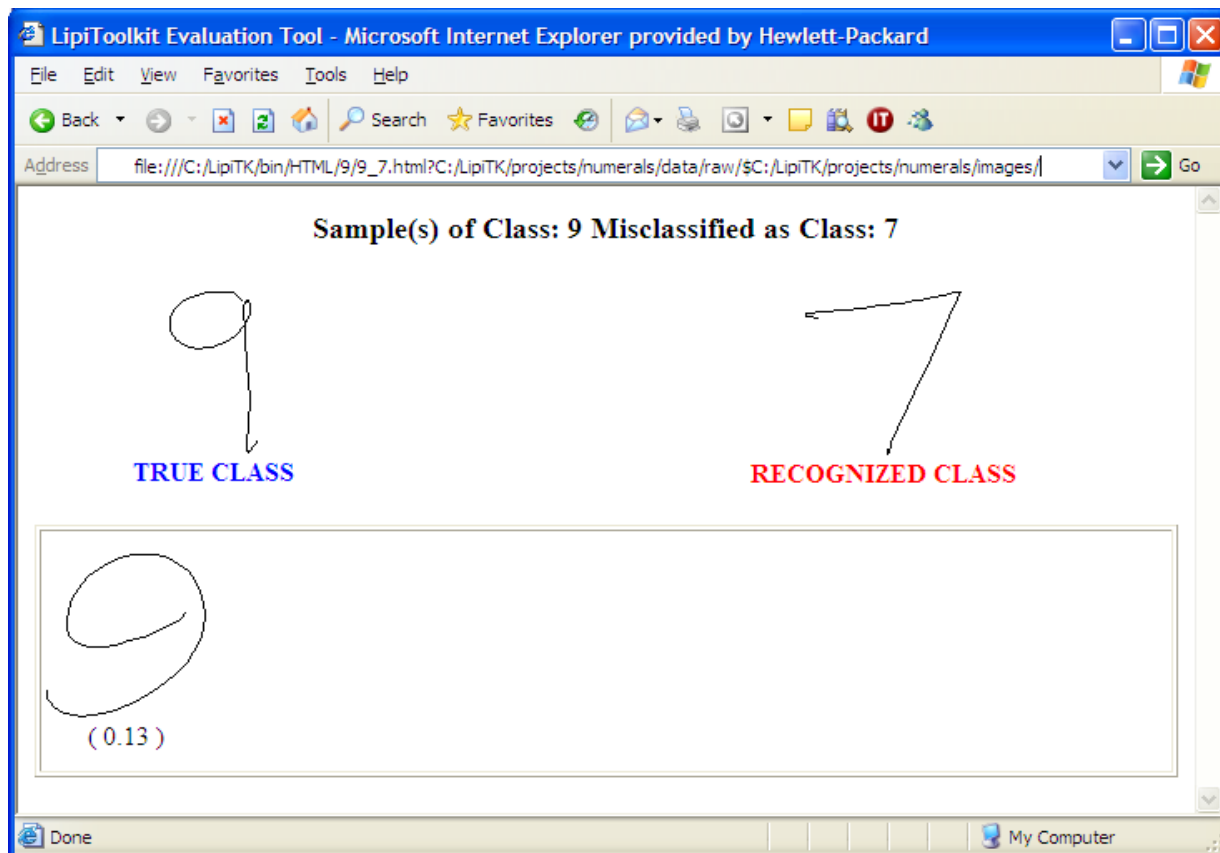 LipiToolkit Evaluation Tool - Microsoft Internet Explorer provided by Hewlett-Packard
File Edit View Favorites Tools Help
Back Search Favorites
Address file:///C:/LipiTK/bin/HTML/9/9_7.html?C:/LipiTK/projects/numerals/data/raw/$C:/LipiTK/projects/numerals/images/ Go
Sample(s) of Class: 9 Misclassified as Class: 7
9 7
TRUE CLASS RECOGNIZED CLASS
9
( 0.13 )
Done My Computer